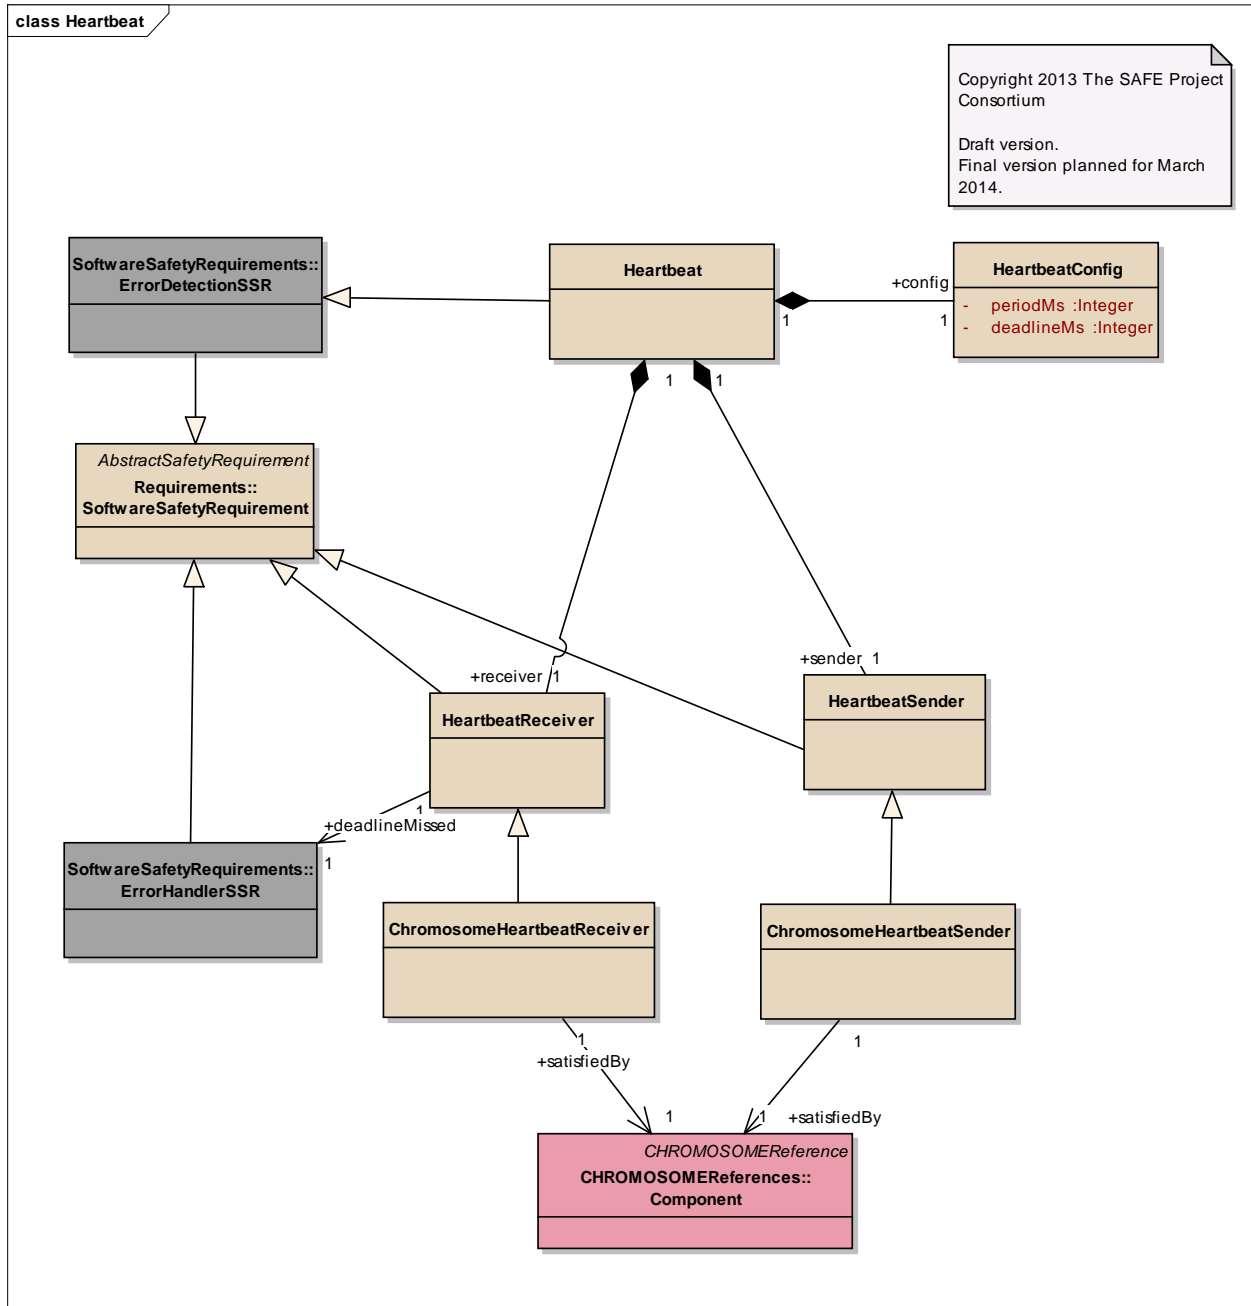 class Heartbeat
Copyright 2013 The SAFE Project
Consortium
Draft version.
Final version planned for March
2014.
SoftwareSafetyRequirements::
ErrorDetectionSSR
Heartbeat
HeartbeatConfig
- periodMs :Integer
- deadlineMs :Integer
+config
1
1
1
1
AbstractSafetyRequirement
Requirements::
SoftwareSafetyRequirement
+receiver 1
+sender 1
HeartbeatReceiver
HeartbeatSender
1
+deadlineMissed
1
SoftwareSafetyRequirements::
ErrorHandlerSSR
ChromosomeHeartbeatReceiver
ChromosomeHeartbeatSender
1
+satisfiedBy
1
1
1
+satisfiedBy
CHROMOSOMEReference
CHROMOSOMEReferences::
Component